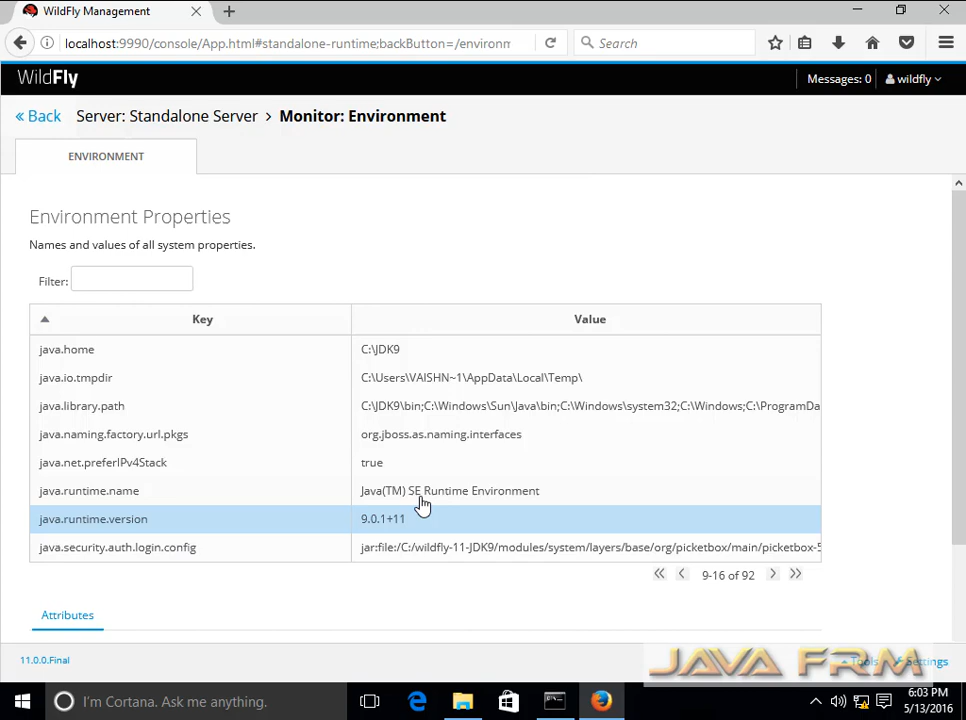 WildFly Management
localhost:9990/console/App.html#standalone-runtime;backButton=/environm
Search
WildFly
Messages: 0
wildfly
« Back
Server: Standalone Server > Monitor: Environment
ENVIRONMENT
Environment Properties
Names and values of all system properties.
Filter:
Key Value
java.home C:\JDK9
java.io.tmpdir C:\Users\VAISHN~1\AppData\Local\Temp\
java.library.path C:\JDK9\bin;C:\Windows\Sun\Java\bin;C:\Windows\system32;C:\Windows;C:\ProgramDa
java.naming.factory.url.pkgs org.jboss.as.naming.interfaces
java.net.preferIPv4Stack true
java.runtime.name Java(TM) SE Runtime Environment
java.runtime.version 9.0.1+11
java.security.auth.login.config jar:file:/C:/wildfly-11-JDK9/modules/system/layers/base/org/picketbox/main/picketbox-5
9-16 of 92
Attributes
11.0.0.Final
Tools
Settings
JAVA FRM
I'm Cortana. Ask me anything.
6:03 PM
5/13/2016